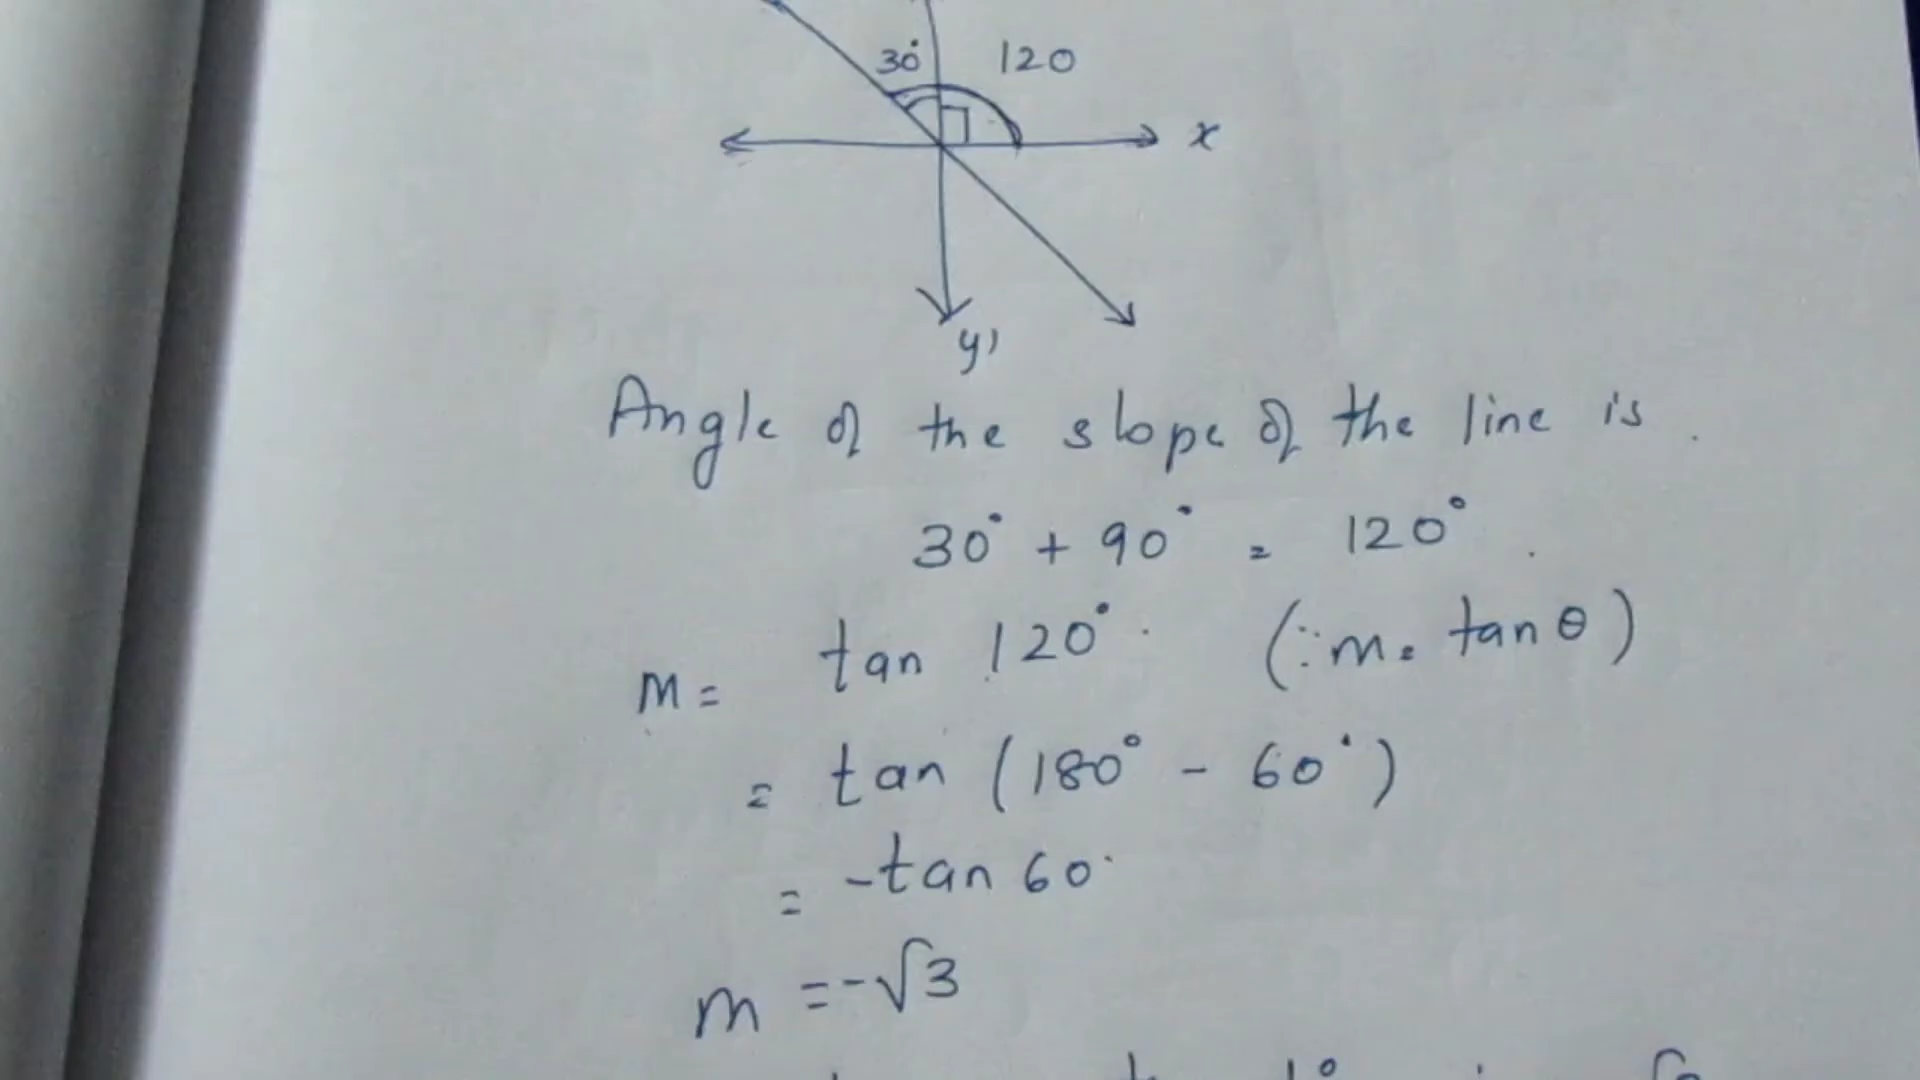 30° 120
x
y'
Angle of the slope of the line is.
30° + 90° = 120°.
m = tan 120°. (∵ m = tan θ)
= tan (180° - 60°)
= -tan 60°
m = -√3